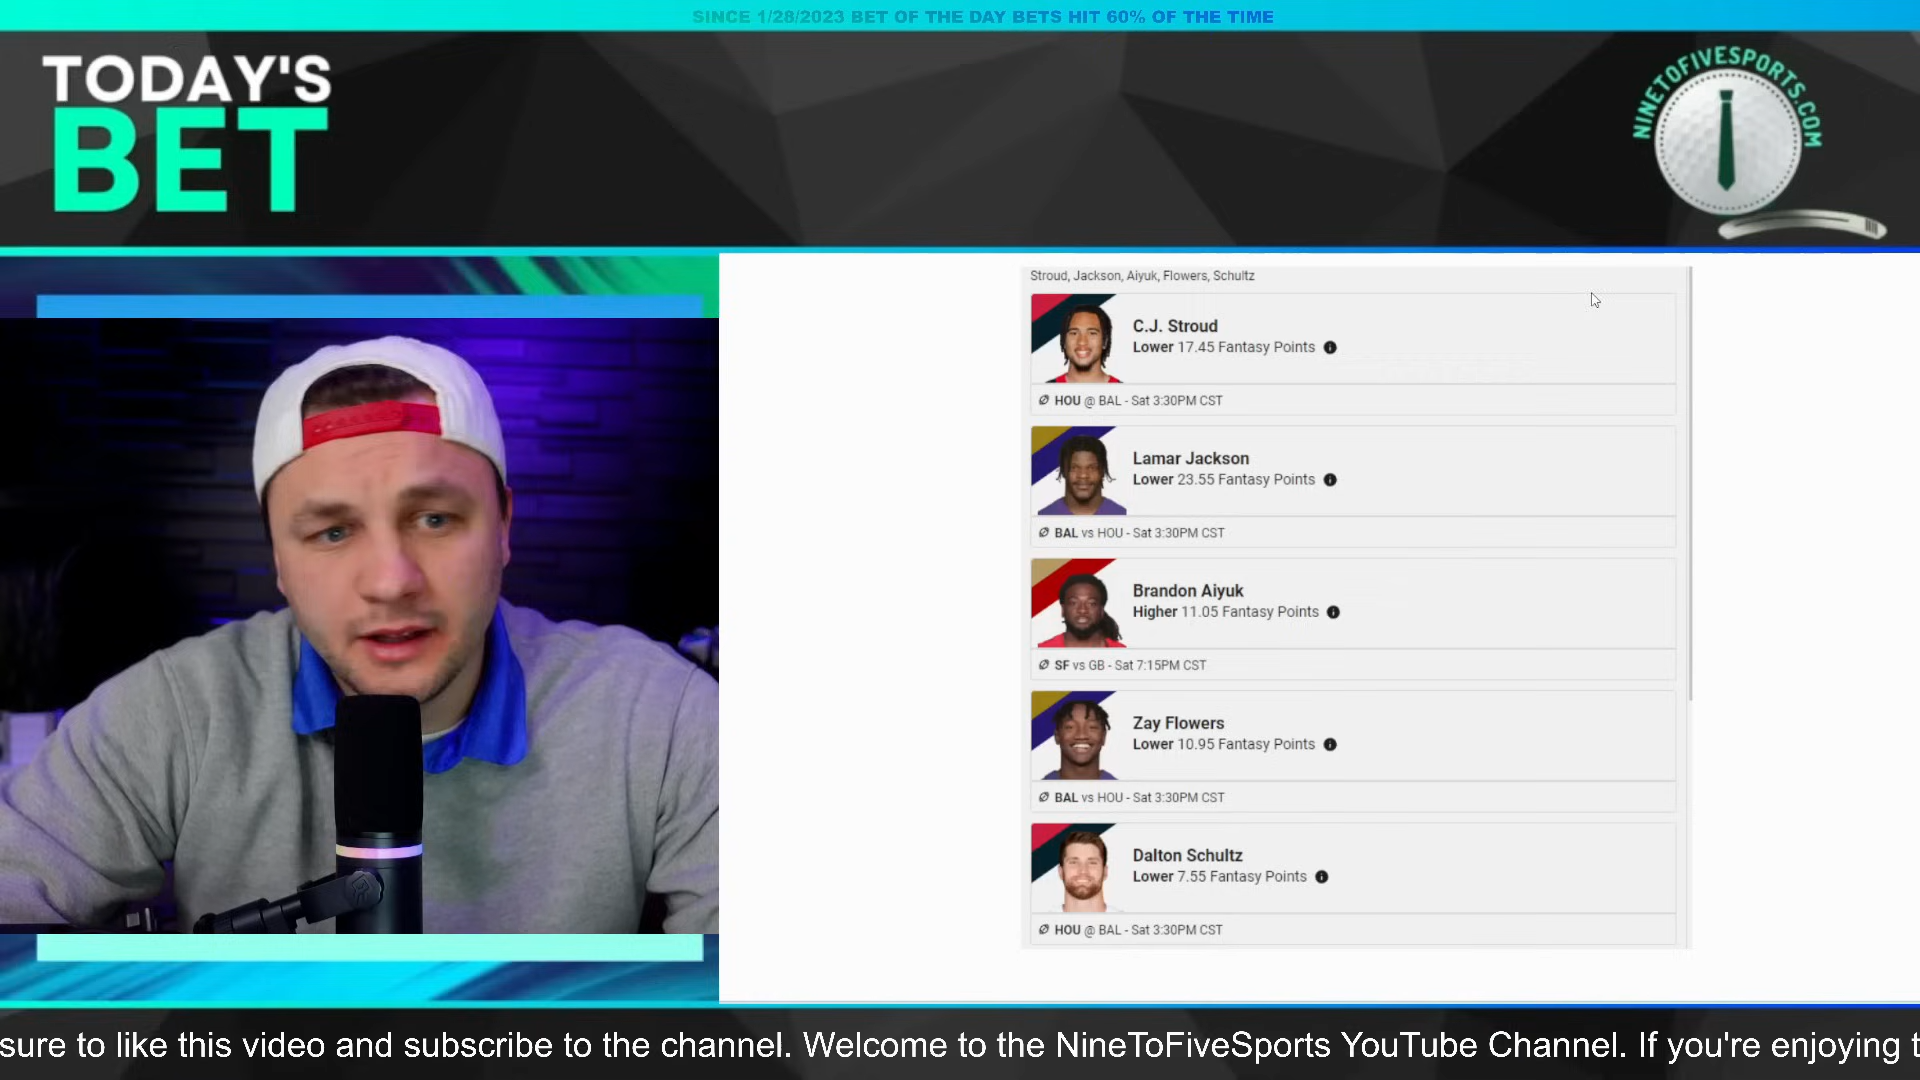 SINCE 1/28/2023 BET OF THE DAY BETS HIT 60% OF THE TIME
TODAY'S
BET
NINETOFIVESPORTS.COM
Stroud, Jackson, Aiyuk, Flowers, Schultz
C.J. Stroud
Lower 17.45 Fantasy Points
HOU @ BAL - Sat 3:30PM CST
Lamar Jackson
Lower 23.55 Fantasy Points
BAL vs HOU - Sat 3:30PM CST
Brandon Aiyuk
Higher 11.05 Fantasy Points
SF vs GB - Sat 7:15PM CST
Zay Flowers
Lower 10.95 Fantasy Points
BAL vs HOU - Sat 3:30PM CST
Dalton Schultz
Lower 7.55 Fantasy Points
HOU @ BAL - Sat 3:30PM CST
sure to like this video and subscribe to the channel. Welcome to the NineToFiveSports YouTube Channel. If you're enjoying t